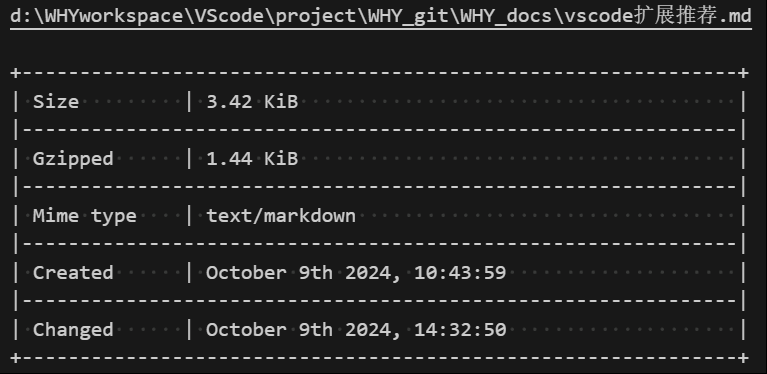 d:\WHYworkspace\VScode\project\WHY_git\WHY_docs\vscode扩展推荐.md
+--------------------------------------------------------------+
| Size         | 3.42 KiB                                      |
|--------------------------------------------------------------|
| Gzipped      | 1.44 KiB                                      |
|--------------------------------------------------------------|
| Mime type    | text/markdown                                 |
|--------------------------------------------------------------|
| Created      | October 9th 2024, 10:43:59                    |
|--------------------------------------------------------------|
| Changed      | October 9th 2024, 14:32:50                    |
+--------------------------------------------------------------+